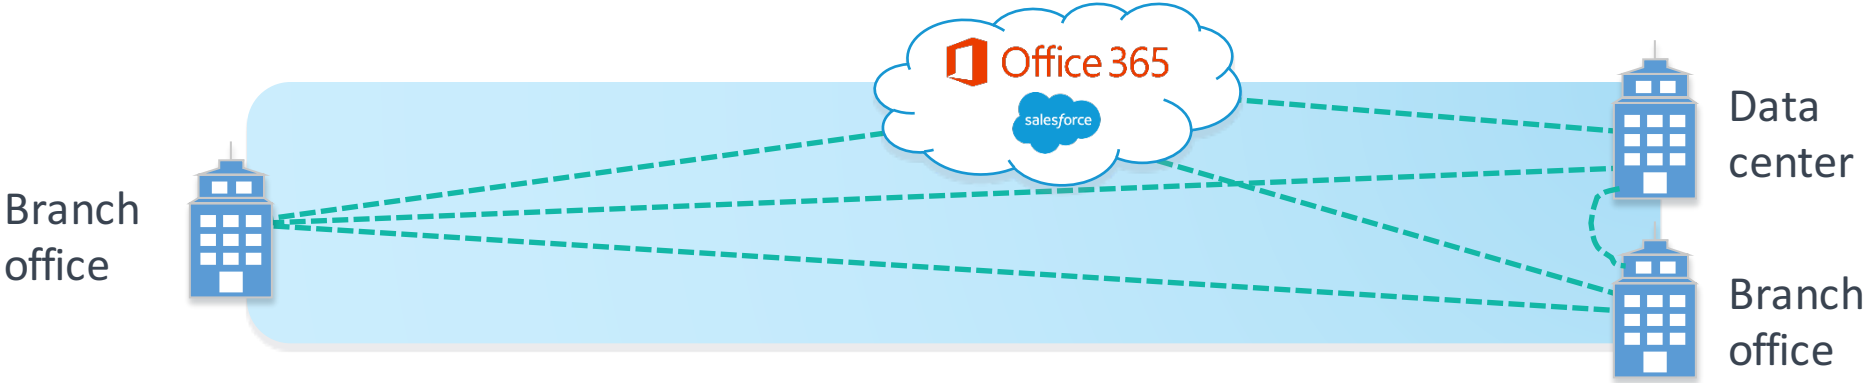 Office 365
salesforce
Data
center
Branch
office
Branch
office